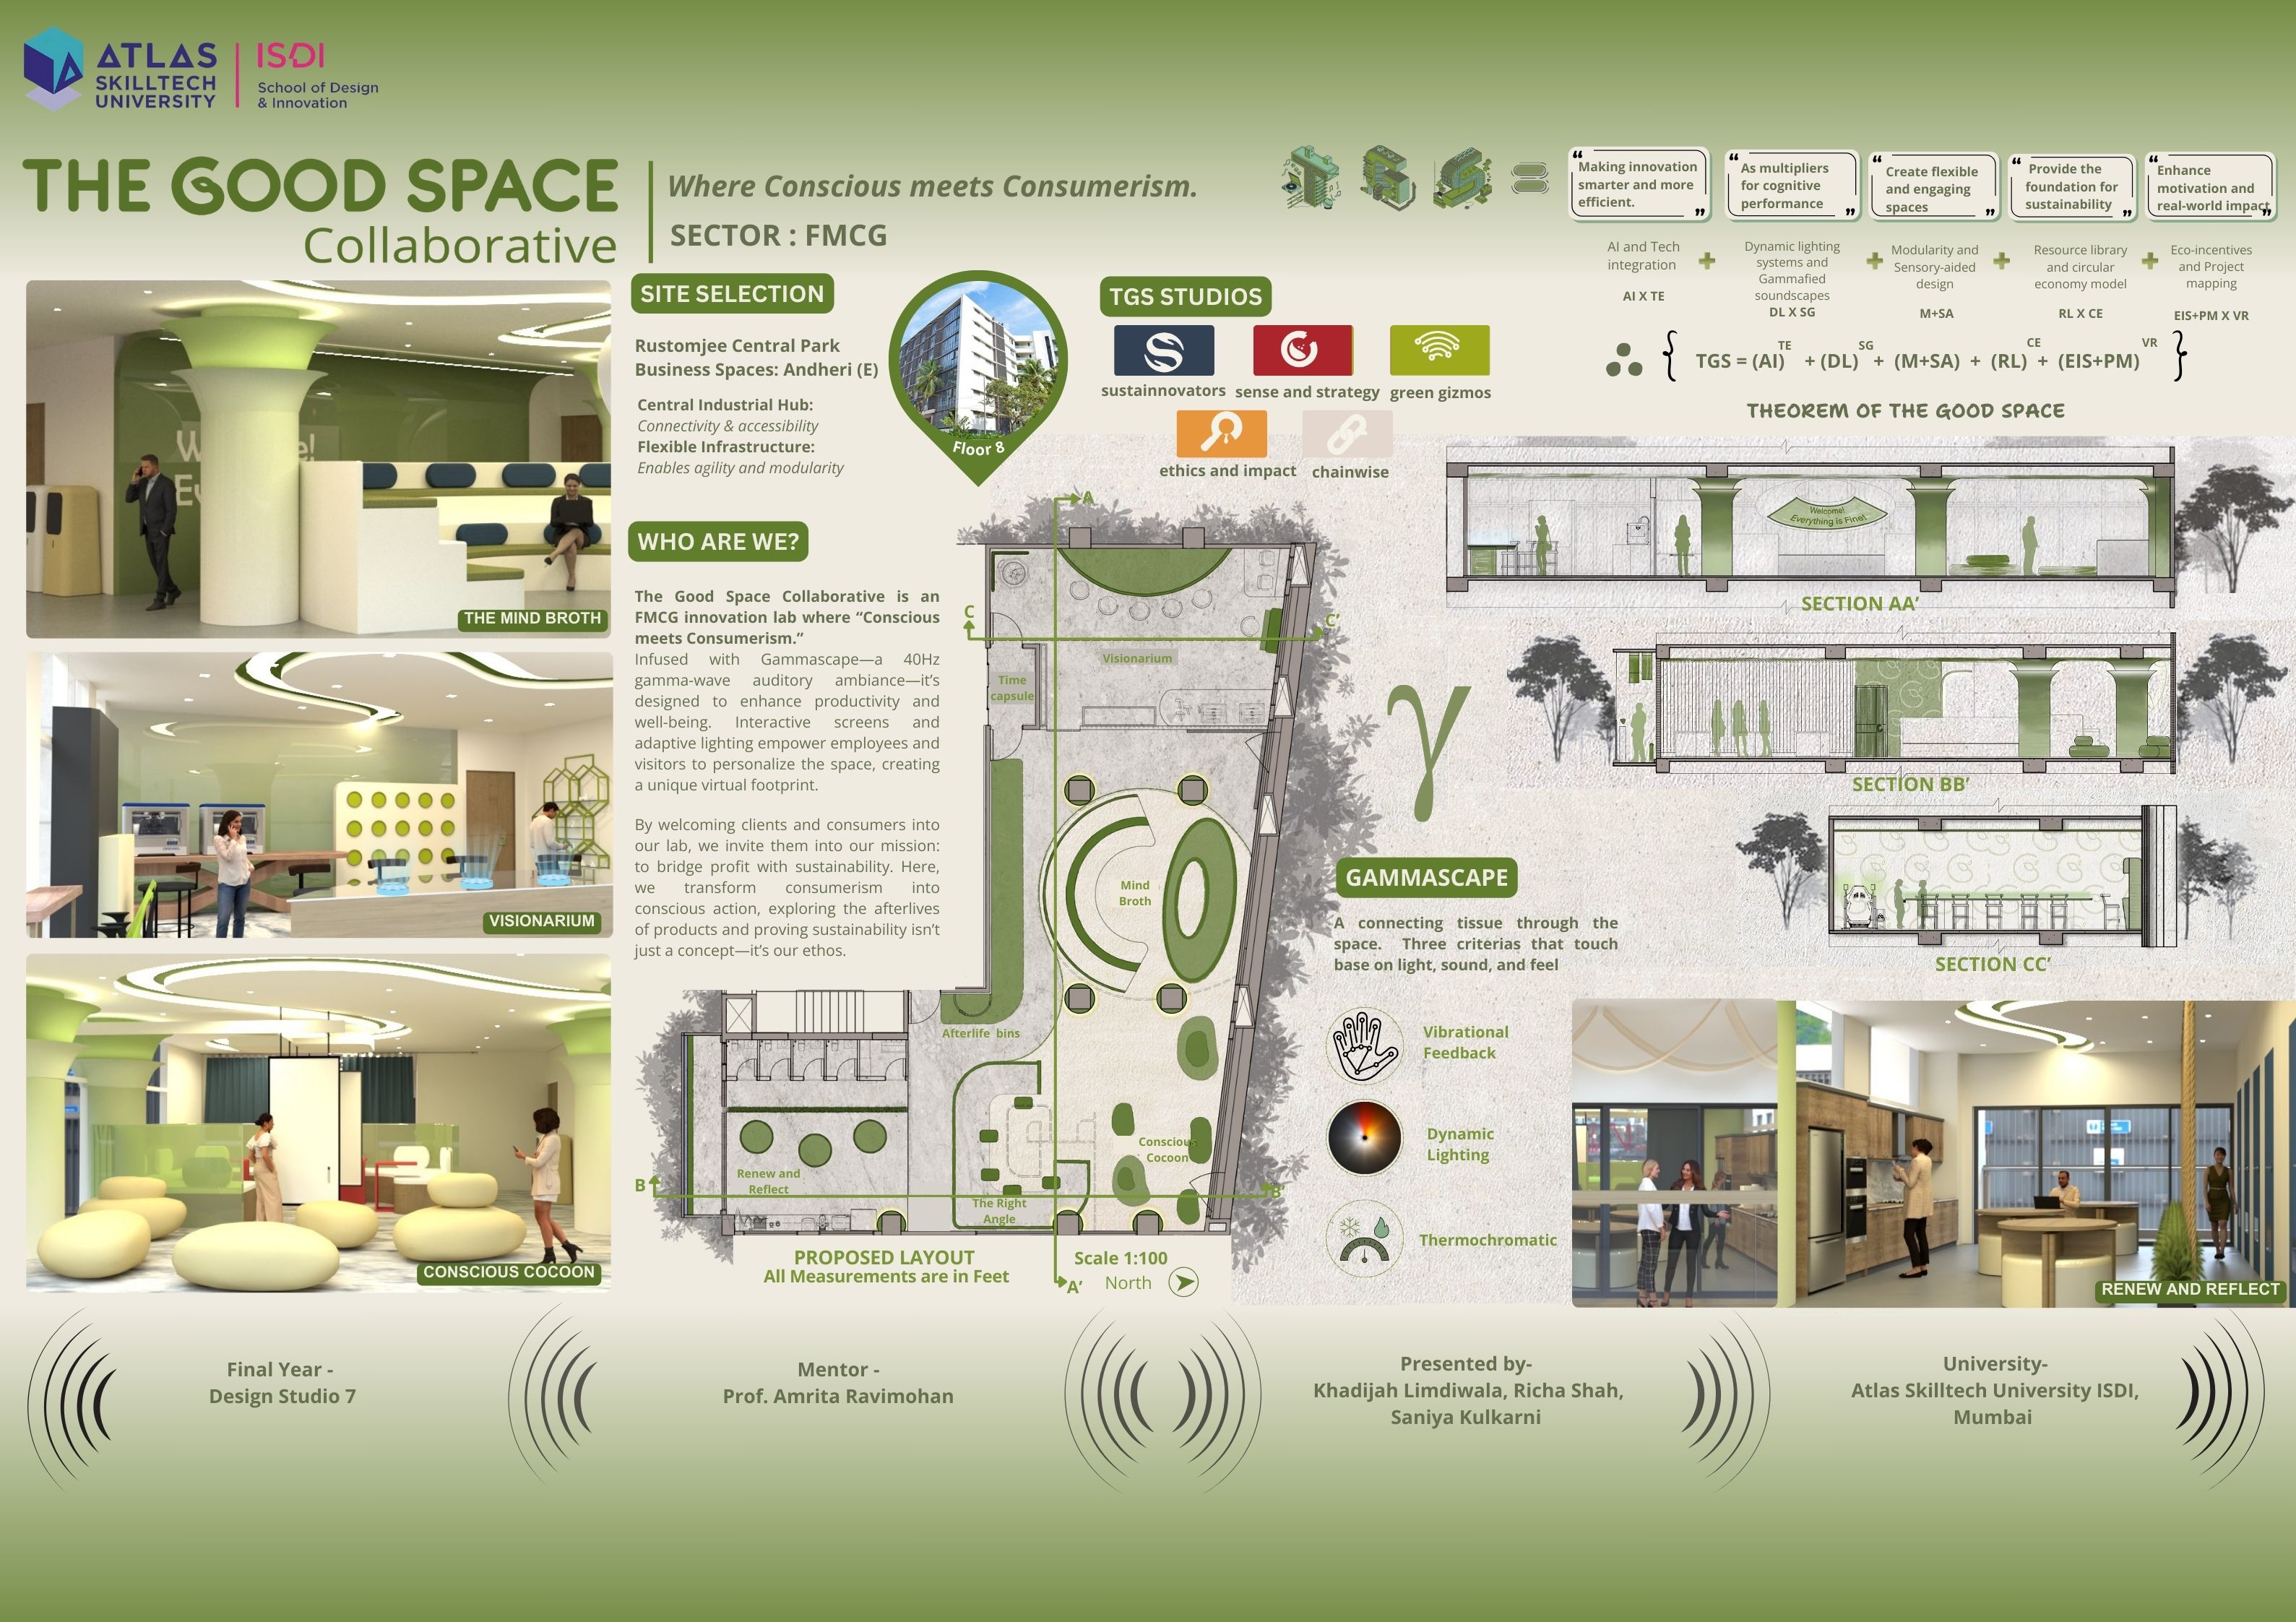 ATLAS
SKILLTECH
UNIVERSITY
ISDI
School of Design
& Innovation
THE GOOD SPACE
Collaborative
Where Conscious meets Consumerism.
SECTOR : FMCG
TGS
“
Making innovation
smarter and more
efficient.
”
“
As multipliers
for cognitive
performance
”
“
Create flexible
and engaging
spaces
”
“
Provide the
foundation for
sustainability
”
“
Enhance
motivation and
real-world impact
”
AI and Tech
integration
AI X TE
Dynamic lighting
systems and
Gammafied
soundscapes
DL X SG
Modularity and
Sensory-aided
design
M+SA
Resource library
and circular
economy model
RL X CE
Eco-incentives
and Project
mapping
EIS+PM X VR
{ TGS = (AI)^TE + (DL)^SG + (M+SA) + (RL)^CE + (EIS+PM)^VR }
THEOREM OF THE GOOD SPACE
THE MIND BROTH
VISIONARIUM
CONSCIOUS COCOON
SITE SELECTION
Rustomjee Central Park
Business Spaces: Andheri (E)
Central Industrial Hub:
Connectivity & accessibility
Flexible Infrastructure:
Enables agility and modularity
Floor 8
TGS STUDIOS
sustainnovators
sense and strategy
green gizmos
ethics and impact
chainwise
WHO ARE WE?
The Good Space Collaborative is an
FMCG innovation lab where “Conscious
meets Consumerism.”
Infused with Gammascape—a 40Hz
gamma-wave auditory ambiance—it’s
designed to enhance productivity and
well-being. Interactive screens and
adaptive lighting empower employees and
visitors to personalize the space, creating
a unique virtual footprint.
By welcoming clients and consumers into
our lab, we invite them into our mission:
to bridge profit with sustainability. Here,
we transform consumerism into
conscious action, exploring the afterlives
of products and proving sustainability isn’t
just a concept—it’s our ethos.
A
C
C’
Visionarium
Time
capsule
Mind
Broth
Afterlife bins
Conscious
Cocoon
Renew and
Reflect
The Right
Angle
B
B’
A’
PROPOSED LAYOUT
All Measurements are in Feet
Scale 1:100
North
γ
GAMMASCAPE
A connecting tissue through the
space. Three criterias that touch
base on light, sound, and feel
Vibrational
Feedback
Dynamic
Lighting
Thermochromatic
Welcome!
Everything is Fine!
SECTION AA’
SECTION BB’
SECTION CC’
RENEW AND REFLECT
Final Year -
Design Studio 7
Mentor -
Prof. Amrita Ravimohan
Presented by-
Khadijah Limdiwala, Richa Shah,
Saniya Kulkarni
University-
Atlas Skilltech University ISDI,
Mumbai